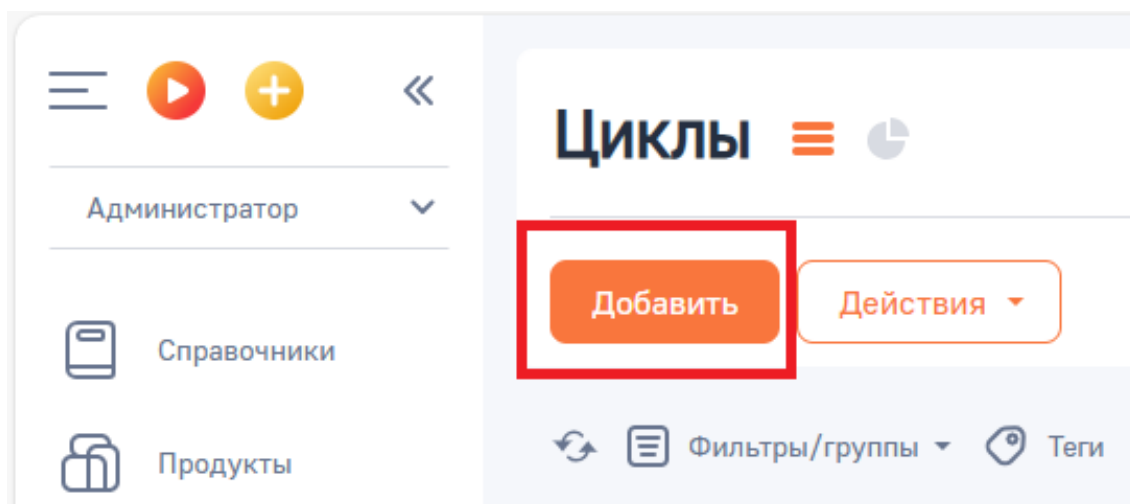 Циклы
Администратор
Добавить
Действия
Справочники
Фильтры/группы
Теги
Продукты